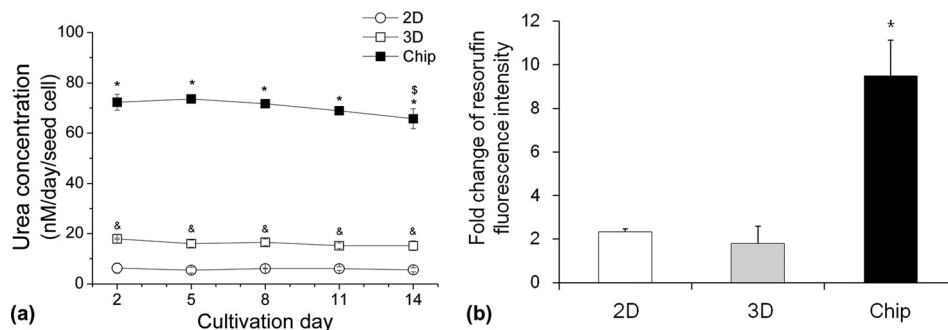 2D
3D
Chip
100
80
60
40
20
0
Urea concentration
(nM/day/seed cell)
* * * * $
*
& & & & &
2 5 8 11 14
Cultivation day
(a)
12
10
8
6
4
2
0
Fold change of resorufin
fluorescence intensity
*
2D 3D Chip
(b)